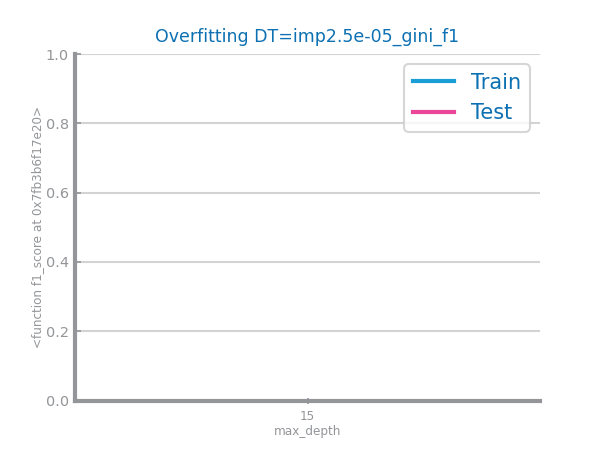 Overfitting DT=imp2.5e-05_gini_f1
1.0
0.8
0.6
0.4
0.2
0.0
<function f1_score at 0x7fb3b6f17e20>
Train
Test
15
max_depth